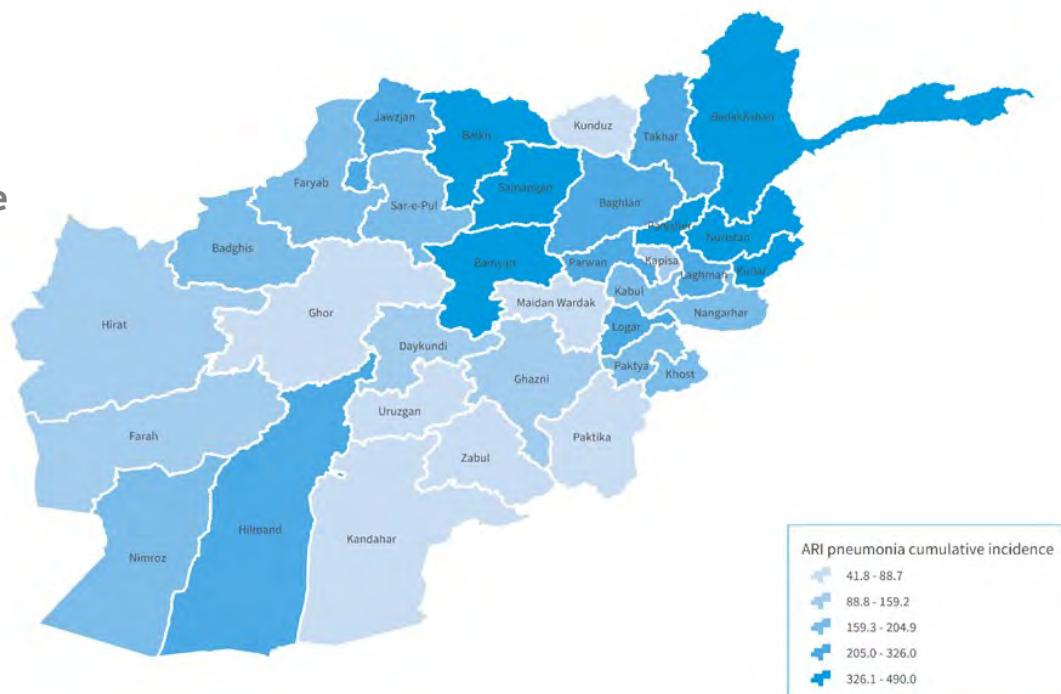 e
Jawzjan
Balkh
Kunduz
Takhar
Badakhshan
Faryab
Sar-e-Pul
Samangan
Baghlan
Badghis
Panjsher
Nuristan
Bamyan
Parwan
Kapisa
Laghman
Kunar
Hirat
Ghor
Maidan Wardak
Kabul
Nangarhar
Logar
Daykundi
Ghazni
Paktya
Khost
Uruzgan
Paktika
Farah
Zabul
Hilmand
Kandahar
Nimroz
ARI pneumonia cumulative incidence
41.8 - 88.7
88.8 - 159.2
159.3 - 204.9
205.0 - 326.0
326.1 - 490.0